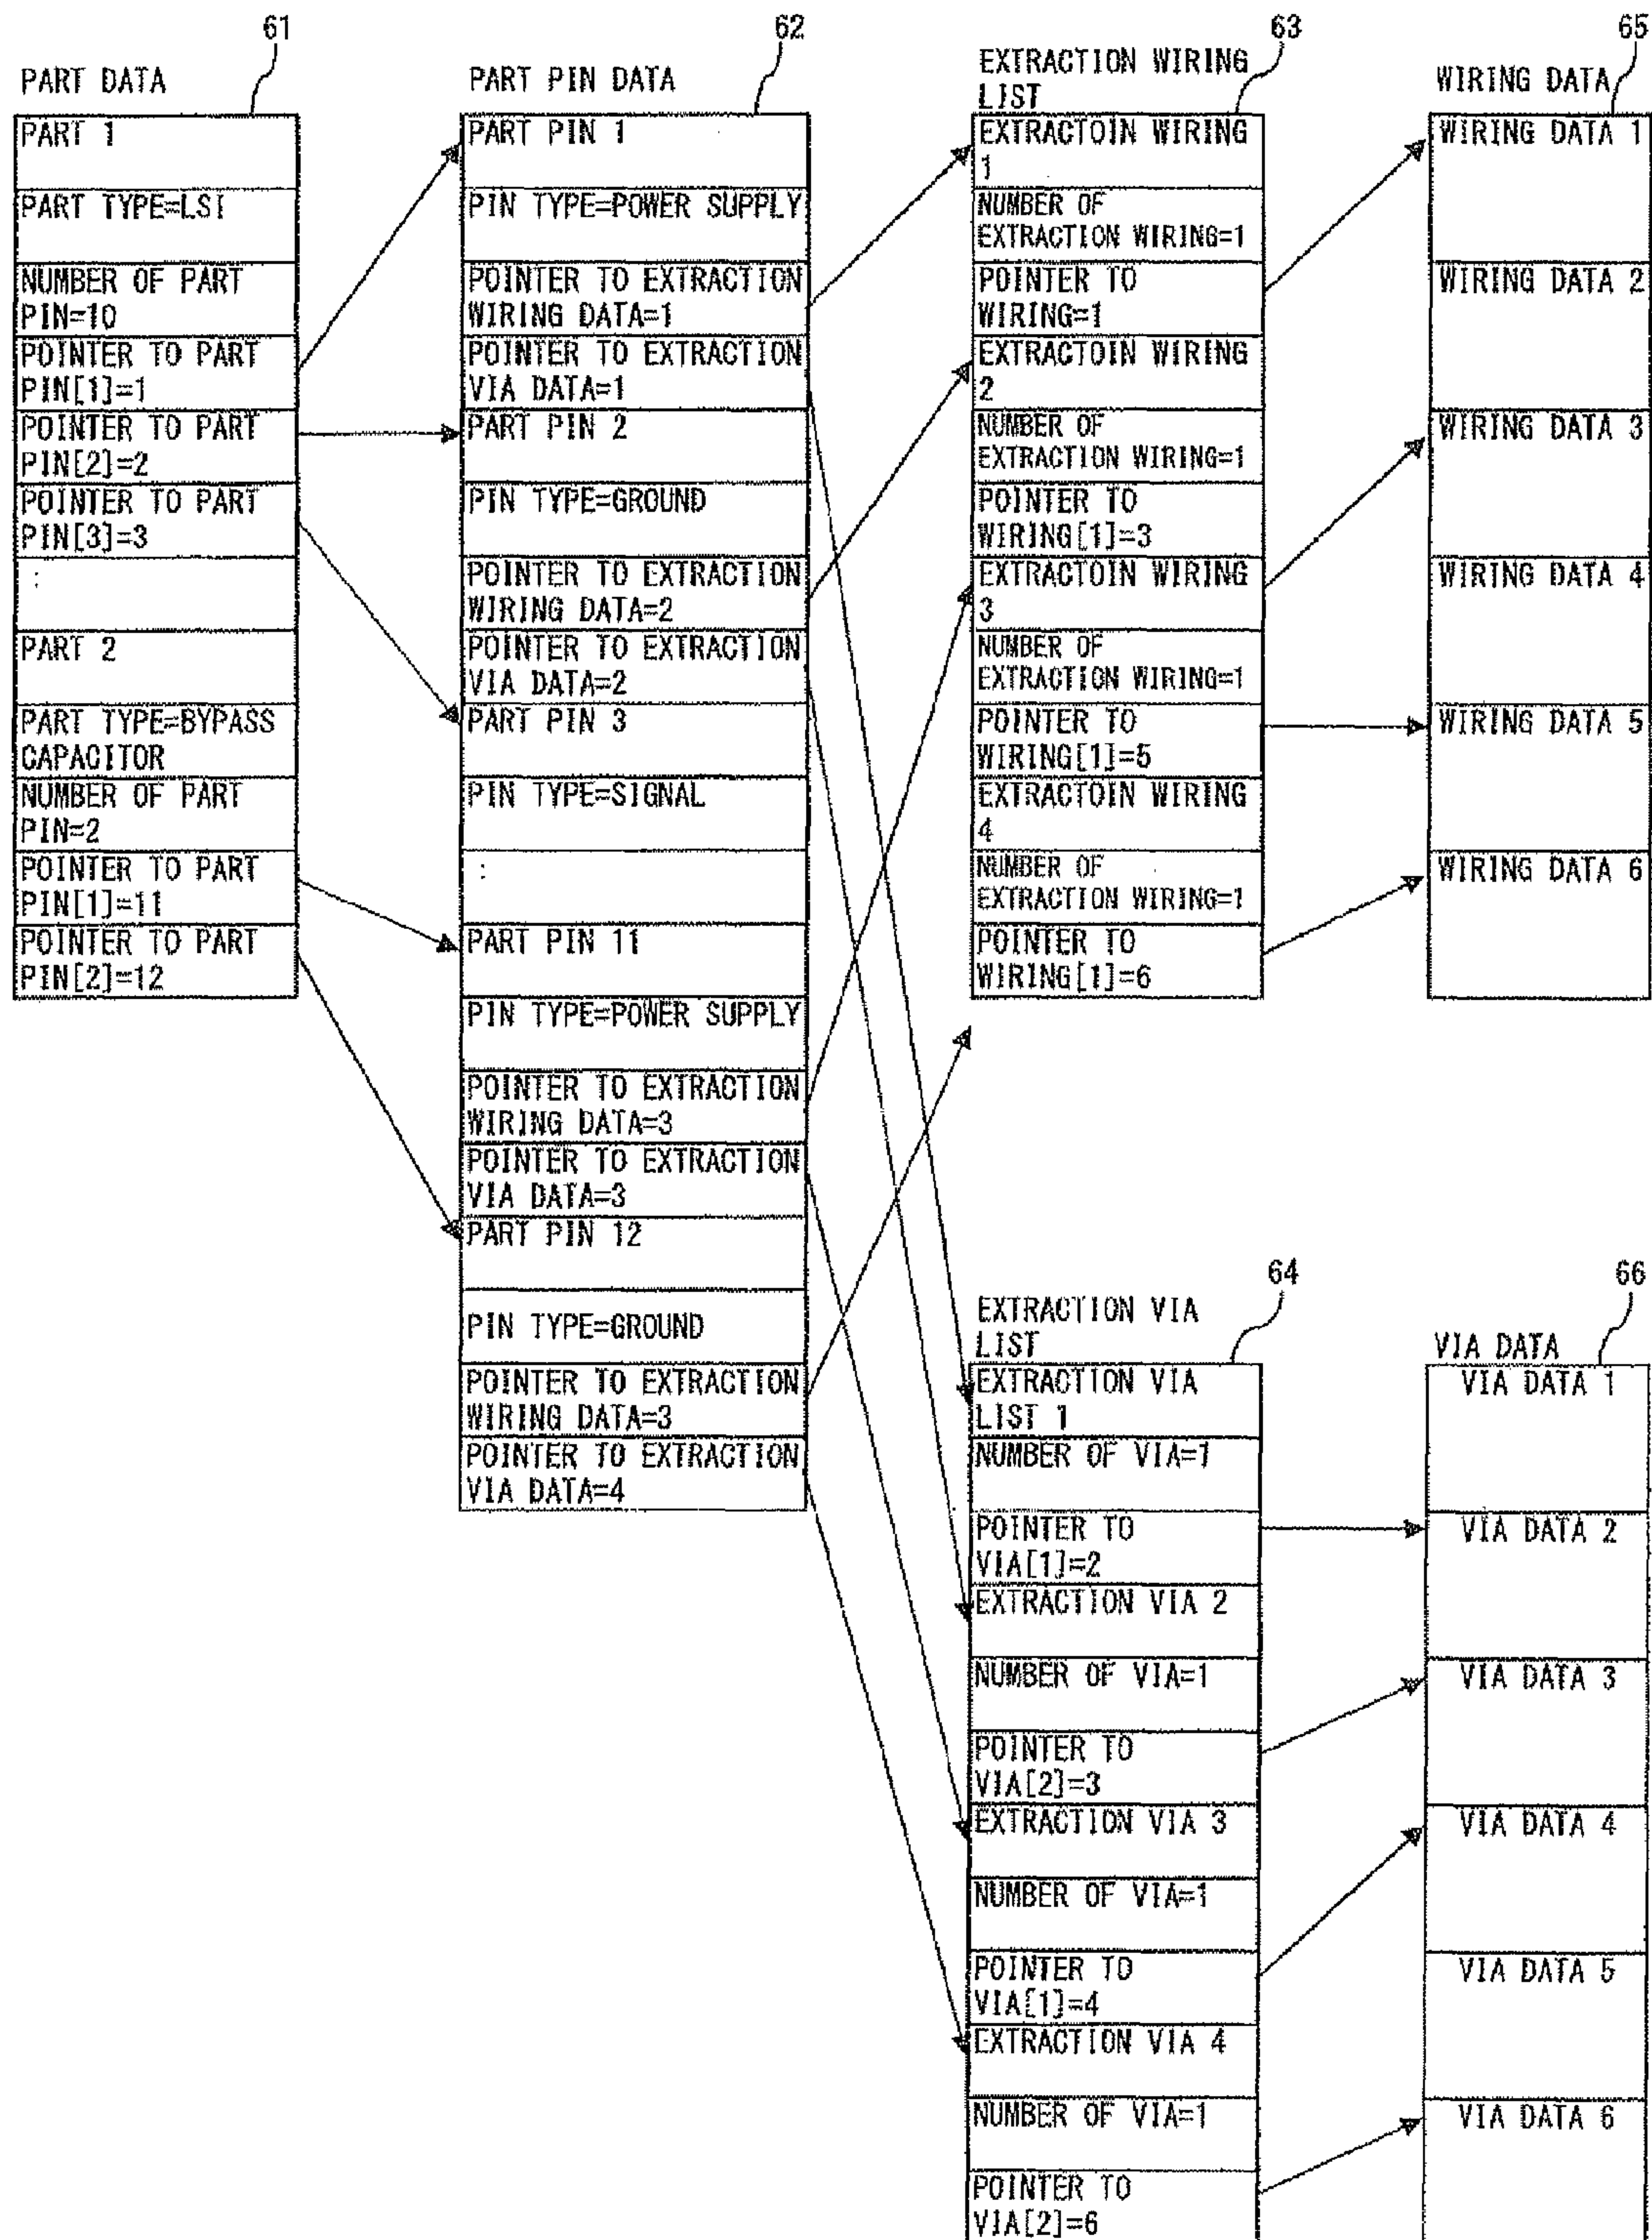 61
PART DATA
PART 1
PART TYPE=LSI
NUMBER OF PART
PIN=10
POINTER TO PART
PIN[1]=1
POINTER TO PART
PIN[2]=2
POINTER TO PART
PIN[3]=3
:
PART 2
PART TYPE=BYPASS
CAPACITOR
NUMBER OF PART
PIN=2
POINTER TO PART
PIN[1]=11
POINTER TO PART
PIN[2]=12
62
PART PIN DATA
PART PIN 1
PIN TYPE=POWER SUPPLY
POINTER TO EXTRACTION
WIRING DATA=1
POINTER TO EXTRACTION
VIA DATA=1
PART PIN 2
PIN TYPE=GROUND
POINTER TO EXTRACTION
WIRING DATA=2
POINTER TO EXTRACTION
VIA DATA=2
PART PIN 3
PIN TYPE=SIGNAL
:
PART PIN 11
PIN TYPE=POWER SUPPLY
POINTER TO EXTRACTION
WIRING DATA=3
POINTER TO EXTRACTION
VIA DATA=3
PART PIN 12
PIN TYPE=GROUND
POINTER TO EXTRACTION
WIRING DATA=3
POINTER TO EXTRACTION
VIA DATA=4
63
EXTRACTION WIRING
LIST
EXTRACTOIN WIRING
1
NUMBER OF
EXTRACTION WIRING=1
POINTER TO
WIRING=1
EXTRACTOIN WIRING
2
NUMBER OF
EXTRACTION WIRING=1
POINTER TO
WIRING[1]=3
EXTRACTOIN WIRING
3
NUMBER OF
EXTRACTION WIRING=1
POINTER TO
WIRING[1]=5
EXTRACTOIN WIRING
4
NUMBER OF
EXTRACTION WIRING=1
POINTER TO
WIRING[1]=6
65
WIRING DATA
WIRING DATA 1
WIRING DATA 2
WIRING DATA 3
WIRING DATA 4
WIRING DATA 5
WIRING DATA 6
64
EXTRACTION VIA
LIST
EXTRACTION VIA
LIST 1
NUMBER OF VIA=1
POINTER TO
VIA[1]=2
EXTRACTION VIA 2
NUMBER OF VIA=1
POINTER TO
VIA[2]=3
EXTRACTION VIA 3
NUMBER OF VIA=1
POINTER TO
VIA[1]=4
EXTRACTION VIA 4
NUMBER OF VIA=1
POINTER TO
VIA[2]=6
66
VIA DATA
VIA DATA 1
VIA DATA 2
VIA DATA 3
VIA DATA 4
VIA DATA 5
VIA DATA 6